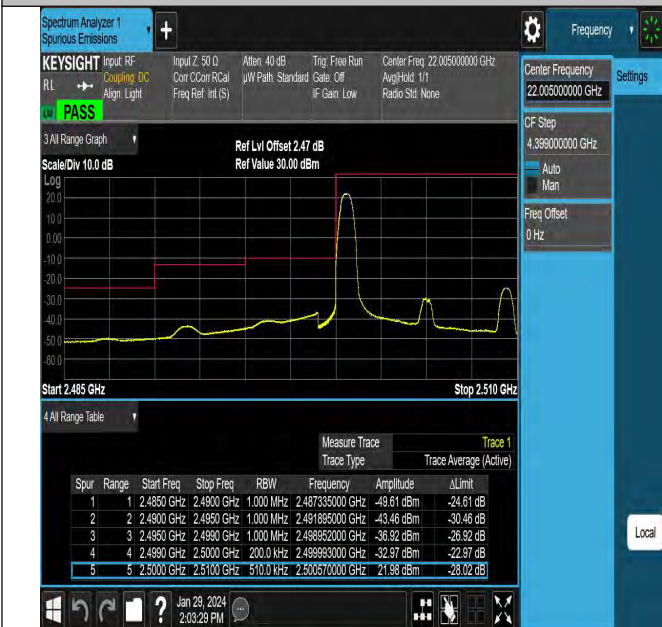 Spectrum Analyzer 1
Spurious Emissions
Frequency
KEYSIGHT
RL
Input: RF
Coupling: DC
Align: Light
Input Z: 50 Ω
Corr CCorr RCal
Freq Ref: Int (S)
Atten: 40 dB
µW Path: Standard
Trig: Free Run
Gate: Off
IF Gain: Low
Center Freq: 22.005000000 GHz
Avg|Hold: 1/1
Radio Std: None
PASS
Center Frequency
22.005000000 GHz
Settings
CF Step
4.399000000 GHz
Auto
Man
Freq Offset
0 Hz
Local
3 All Range Graph
Ref Lvl Offset 2.47 dB
Scale/Div 10.0 dB
Ref Value 30.00 dBm
Log
20.0
10.0
0.00
-10.0
-20.0
-30.0
-40.0
-50.0
-60.0
Start 2.485 GHz
Stop 2.510 GHz
4 All Range Table
Measure Trace Trace 1
Trace Type Trace Average (Active)
Spur Range Start Freq Stop Freq RBW Frequency Amplitude ΔLimit
1 1 2.4850 GHz 2.4900 GHz 1.000 MHz 2.487335000 GHz -49.61 dBm -24.61 dB
2 2 2.4900 GHz 2.4950 GHz 1.000 MHz 2.491895000 GHz -43.46 dBm -30.46 dB
3 3 2.4950 GHz 2.4990 GHz 1.000 MHz 2.498952000 GHz -36.92 dBm -26.92 dB
4 4 2.4990 GHz 2.5000 GHz 200.0 kHz 2.499993000 GHz -32.97 dBm -22.97 dB
5 5 2.5000 GHz 2.5100 GHz 510.0 kHz 2.500570000 GHz 21.98 dBm -28.02 dB
Jan 29, 2024
2:03:29 PM